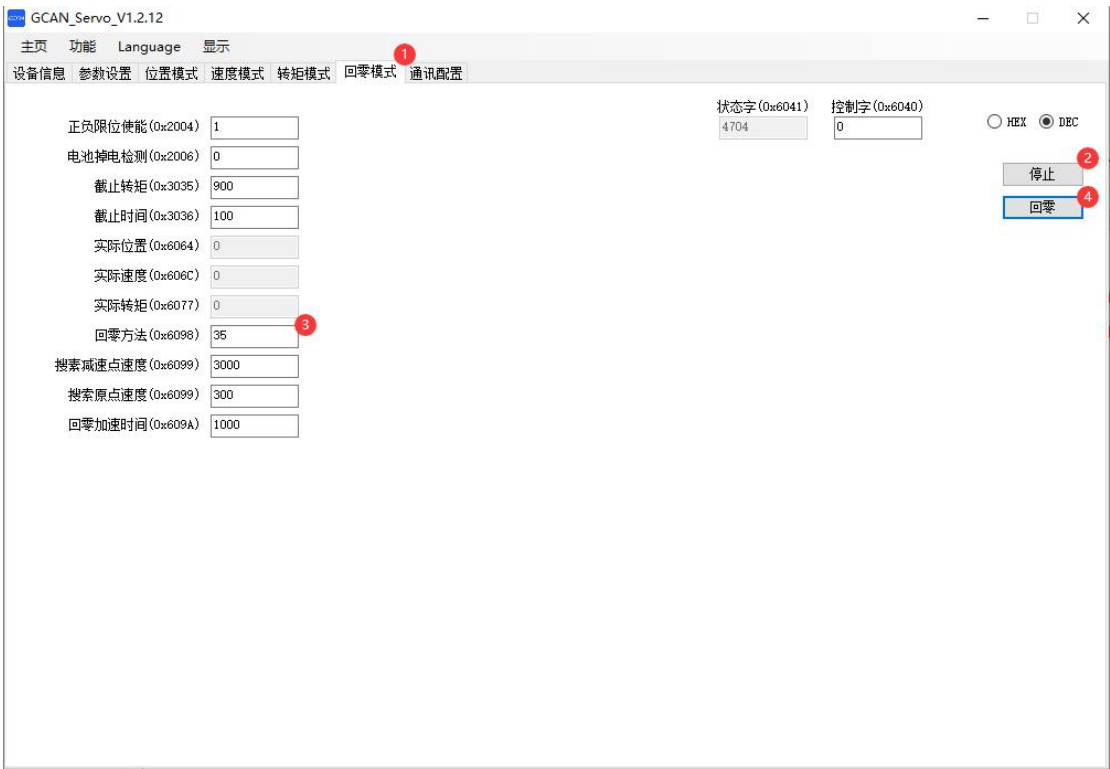 GCAN_Servo_V1.2.12
主页 功能 Language 显示
1
设备信息 参数设置 位置模式 速度模式 转矩模式 回零模式 通讯配置
状态字(0x6041) 控制字(0x6040)
正负限位使能(0x2004) 1
4704 0
HEX DEC
电池掉电检测(0x2006) 0
2
停止
截止转矩(0x3035) 900
4
回零
截止时间(0x3036) 100
实际位置(0x6064) 0
实际速度(0x606C) 0
实际转矩(0x6077) 0
3
回零方法(0x6098) 35
搜素减速点速度(0x6099) 3000
搜索原点速度(0x6099) 300
回零加速时间(0x609A) 1000